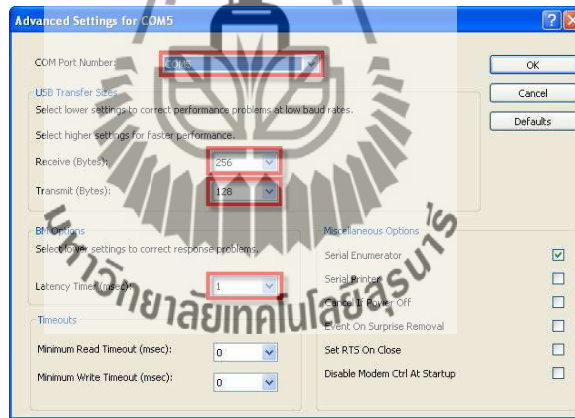 Advanced Settings for COM5
COM Port Number: COM5
OK
USB Transfer Sizes
Cancel
Select lower settings to correct performance problems at low baud rates.
Defaults
Select higher settings for faster performance.
Receive (Bytes): 256
Transmit (Bytes): 128
BM Options
Select lower settings to correct response problems.
Latency Timer (msec): 1
Miscellaneous Options
Serial Enumerator
Serial Printer
Cancel If Power Off
Event On Surprise Removal
Set RTS On Close
Disable Modem Ctrl At Startup
Timeouts
Minimum Read Timeout (msec): 0
Minimum Write Timeout (msec): 0
มหาวิทยาลัยเทคโนโลยีสุรนารี